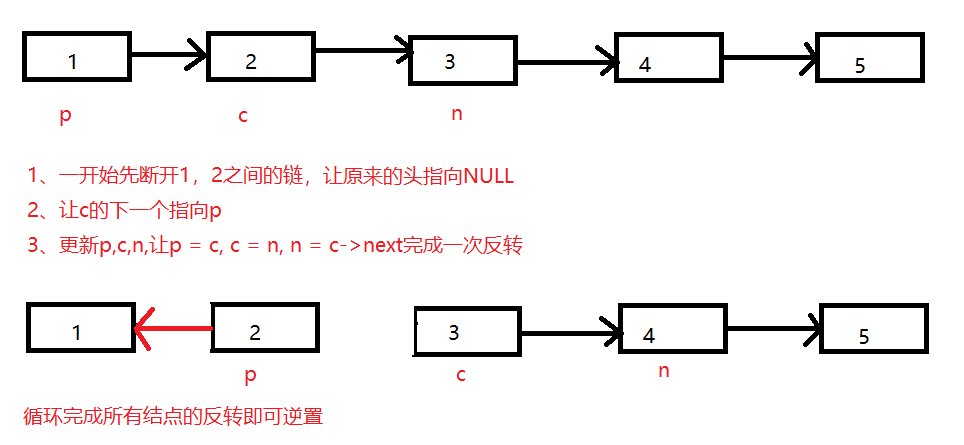 1 2 3 4 5
p c n
1、一开始先断开1，2之间的链，让原来的头指向NULL
2、让c的下一个指向p
3、更新p,c,n,让p = c, c = n, n = c->next完成一次反转
1 2 3 4 5
p c n
循环完成所有结点的反转即可逆置